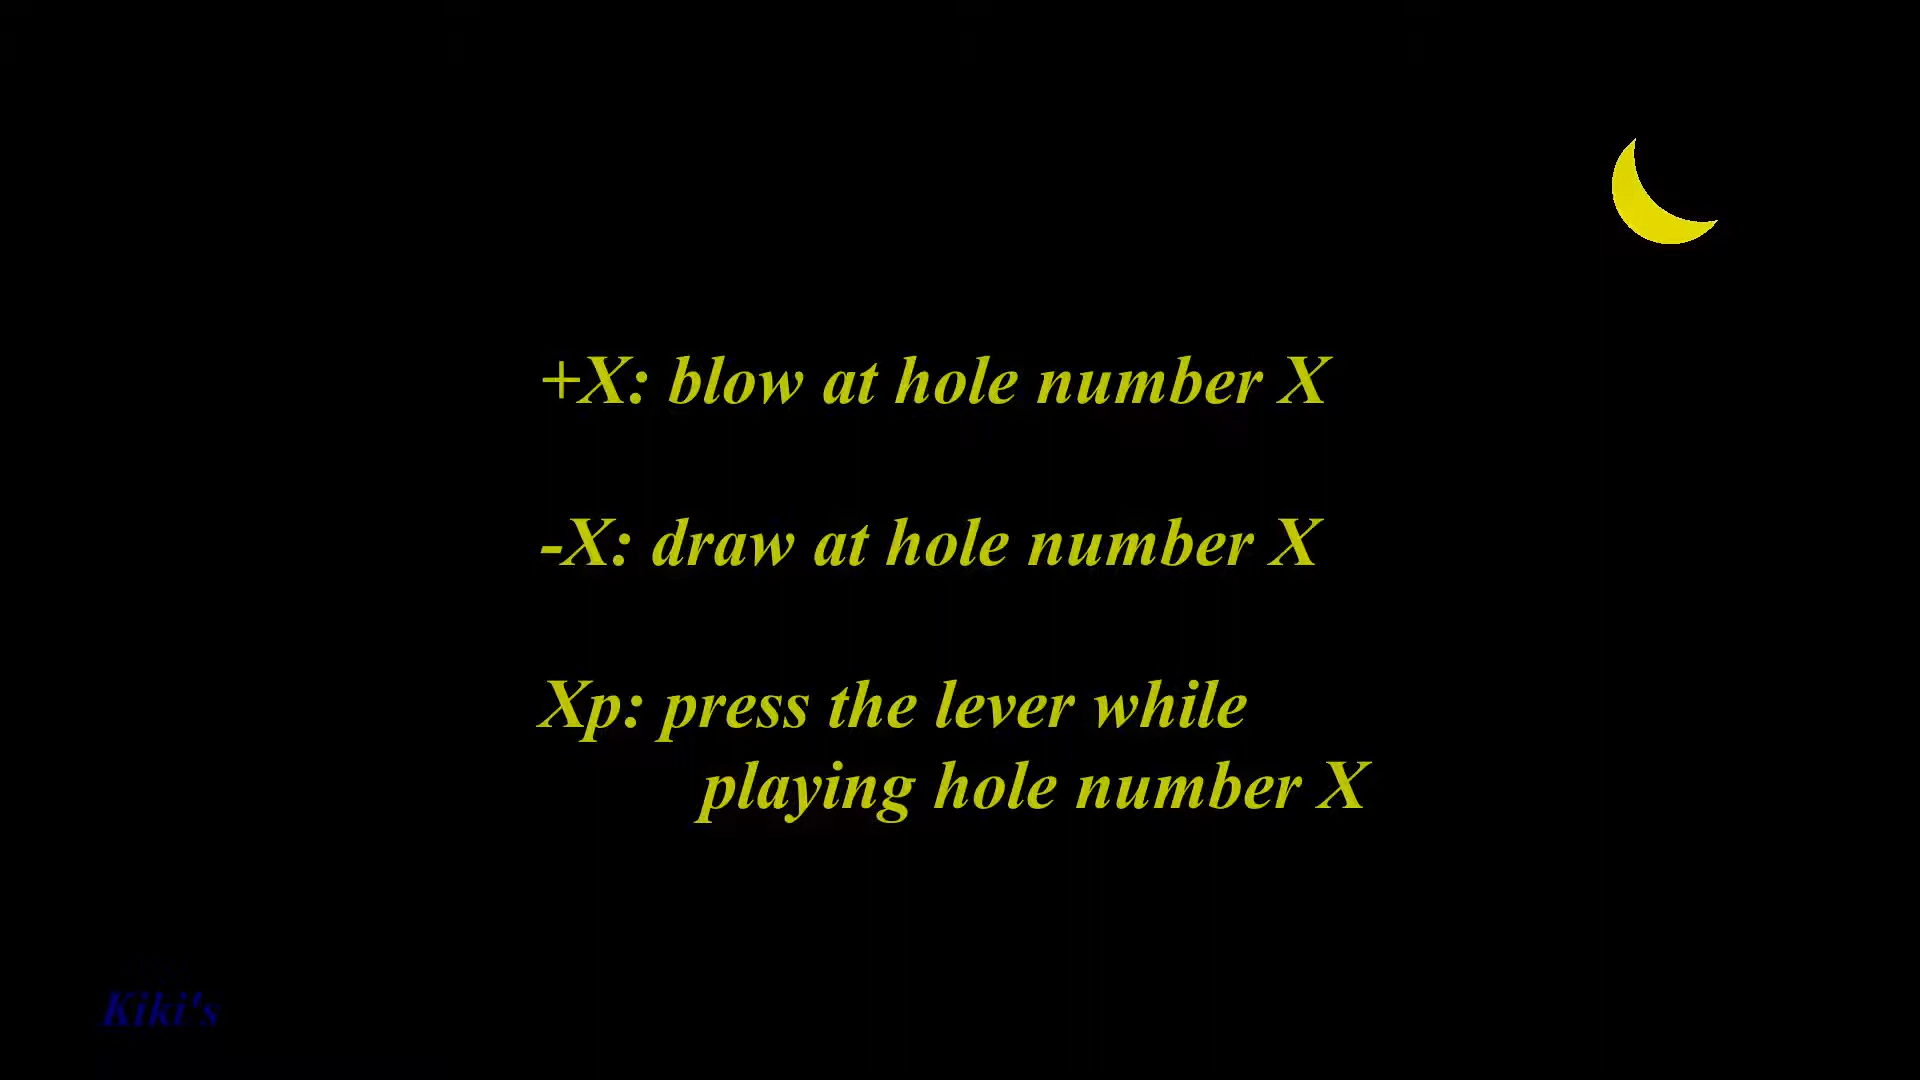 +X: blow at hole number X
-X: draw at hole number X
Xp: press the lever while
playing hole number X
Kiki's